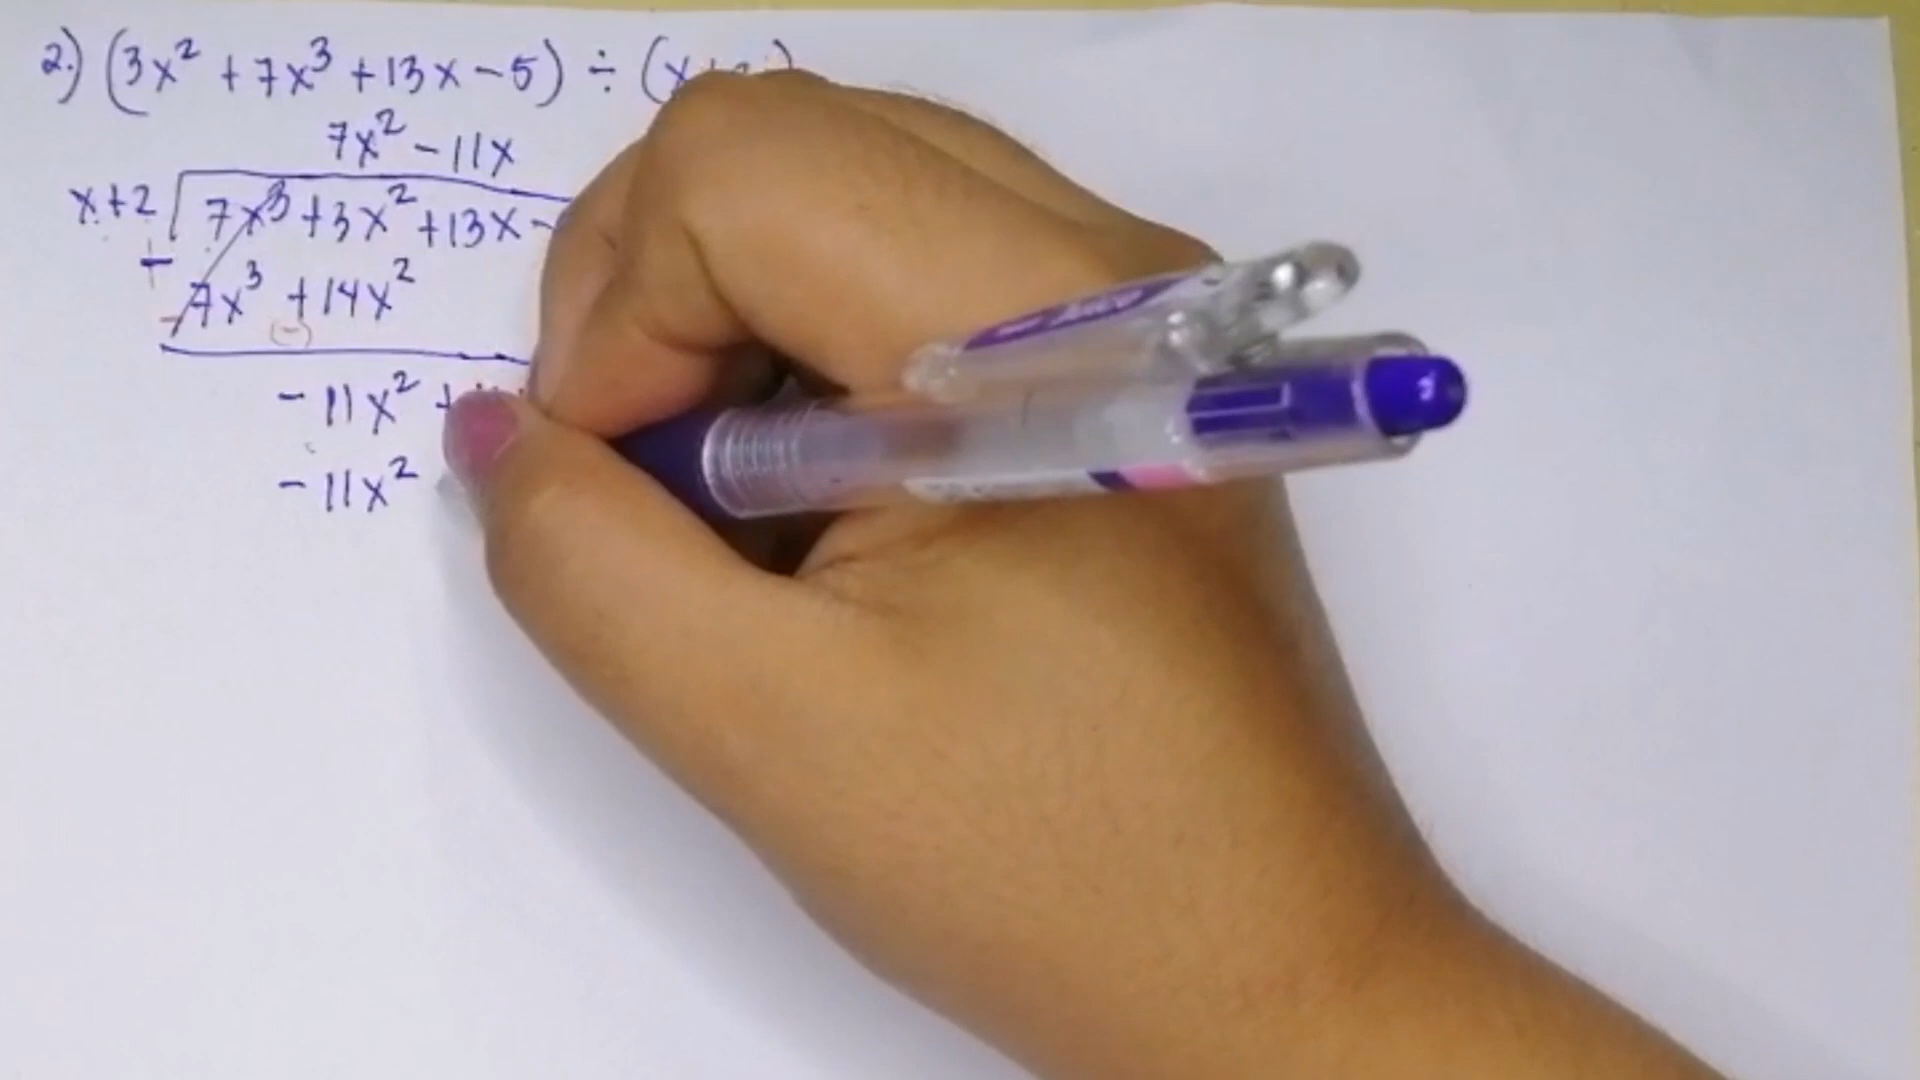 2.) (3x² + 7x³ + 13x - 5) ÷ (x
7x² - 11x
x+2 7x³ + 3x² + 13x -
7x³ + 14x²
- 11x² +
- 11x²